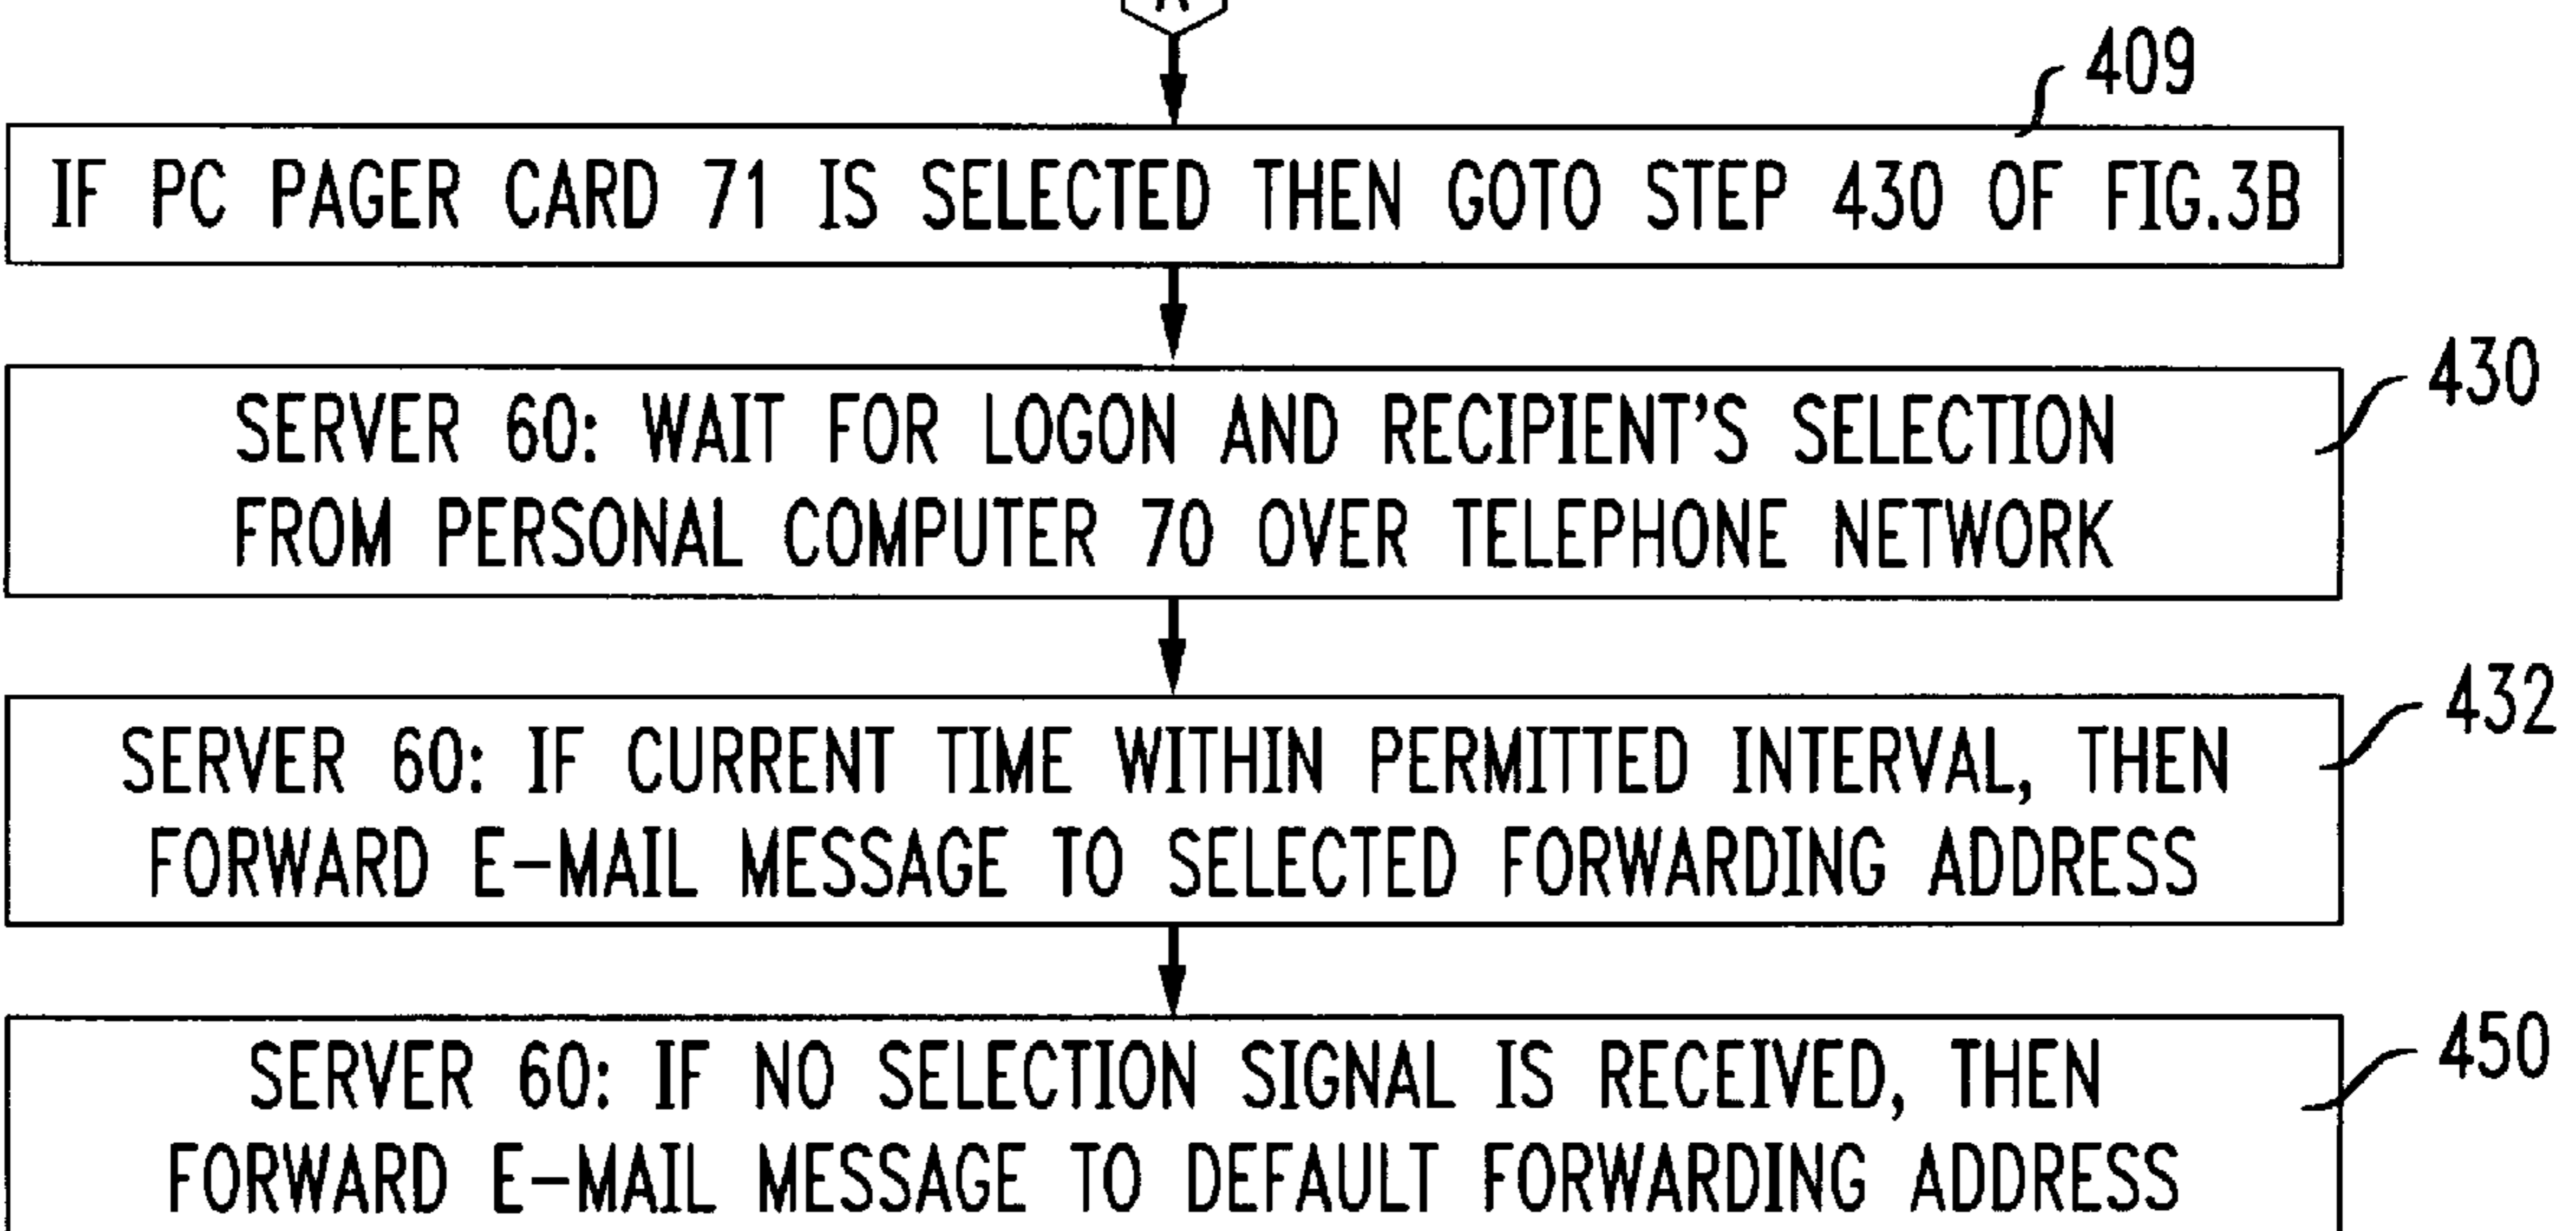 409
IF PC PAGER CARD 71 IS SELECTED THEN GOTO STEP 430 OF FIG.3B
430
SERVER 60: WAIT FOR LOGON AND RECIPIENT'S SELECTION
FROM PERSONAL COMPUTER 70 OVER TELEPHONE NETWORK
432
SERVER 60: IF CURRENT TIME WITHIN PERMITTED INTERVAL, THEN
FORWARD E-MAIL MESSAGE TO SELECTED FORWARDING ADDRESS
450
SERVER 60: IF NO SELECTION SIGNAL IS RECEIVED, THEN
FORWARD E-MAIL MESSAGE TO DEFAULT FORWARDING ADDRESS